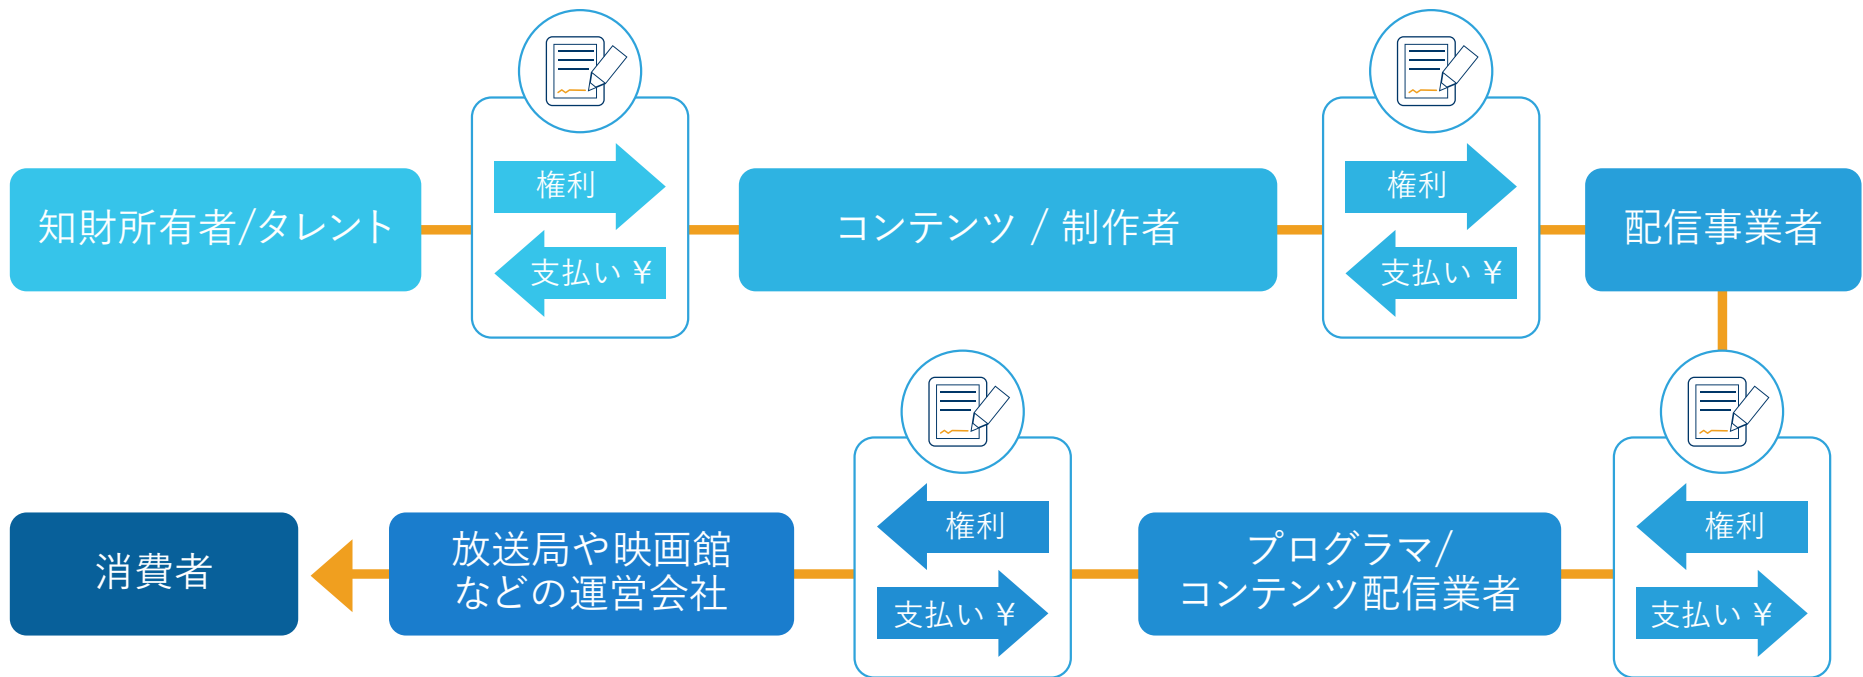 知財所有者/タレント
権利
支払い ¥
コンテンツ / 制作者
権利
支払い ¥
配信事業者
権利
支払い ¥
プログラマ/
コンテンツ配信業者
権利
支払い ¥
放送局や映画館
などの運営会社
消費者